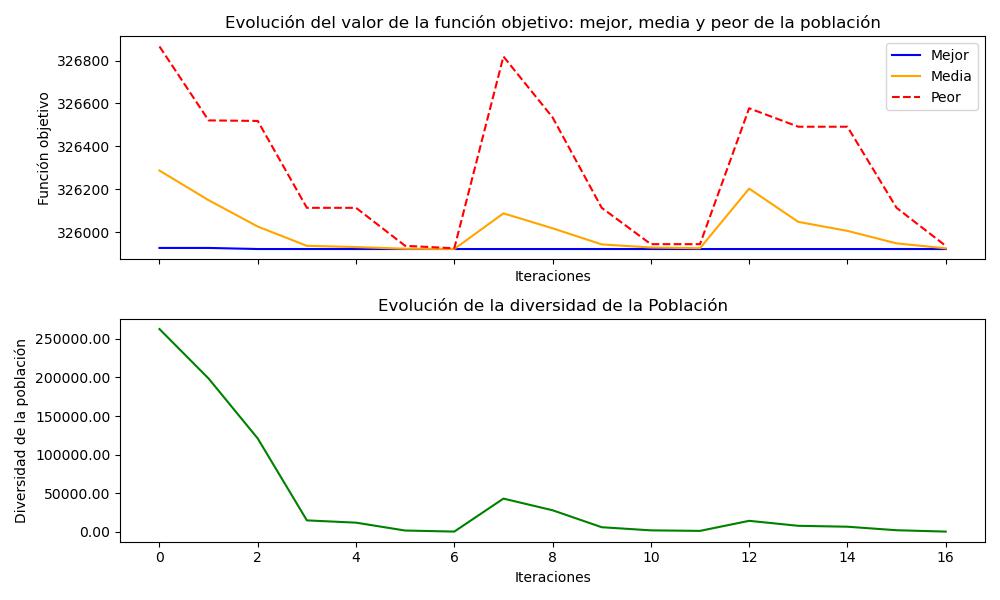 Evolución del valor de la función objetivo: mejor, media y peor de la población
Función objetivo
326800
326600
326400
326200
326000
Mejor
Media
Peor
Iteraciones
Evolución de la diversidad de la Población
Diversidad de la población
250000.00
200000.00
150000.00
100000.00
50000.00
0.00
0 2 4 6 8 10 12 14 16
Iteraciones